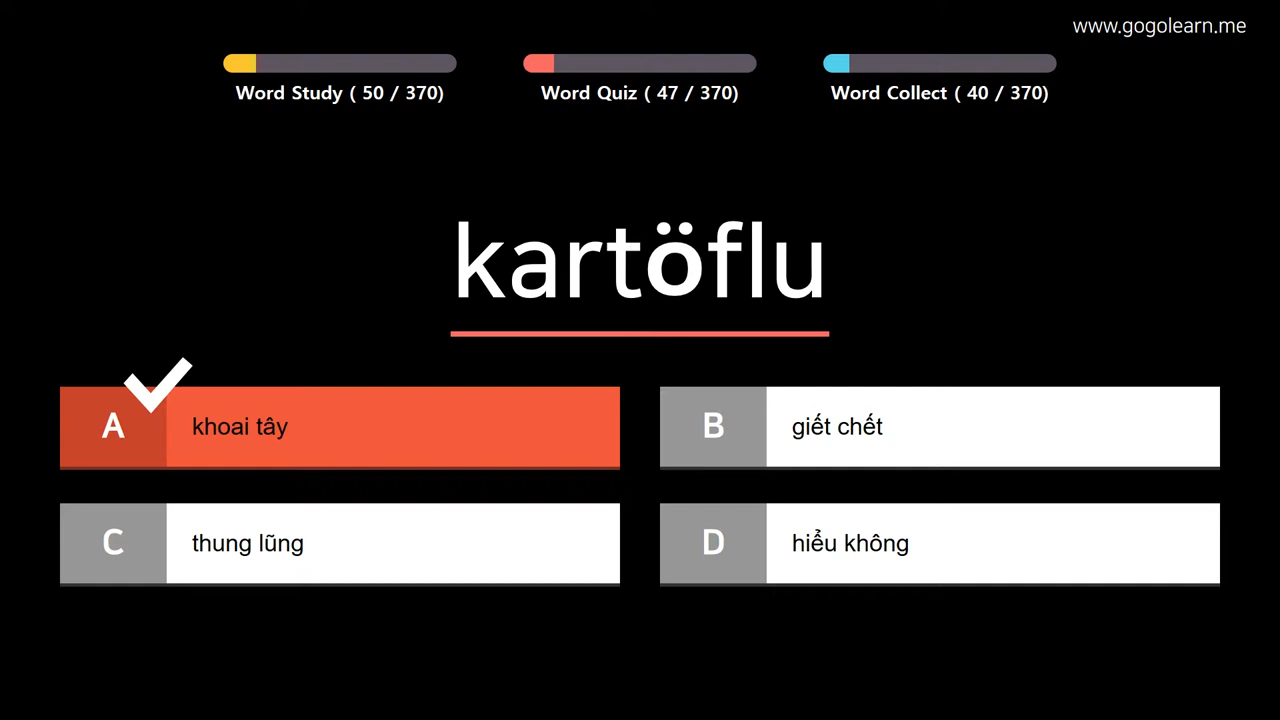 www.gogolearn.me
Word Study ( 50 / 370)
Word Quiz ( 47 / 370)
Word Collect ( 40 / 370)
kartöflu
A khoai tây
B giết chết
C thung lũng
D hiểu không